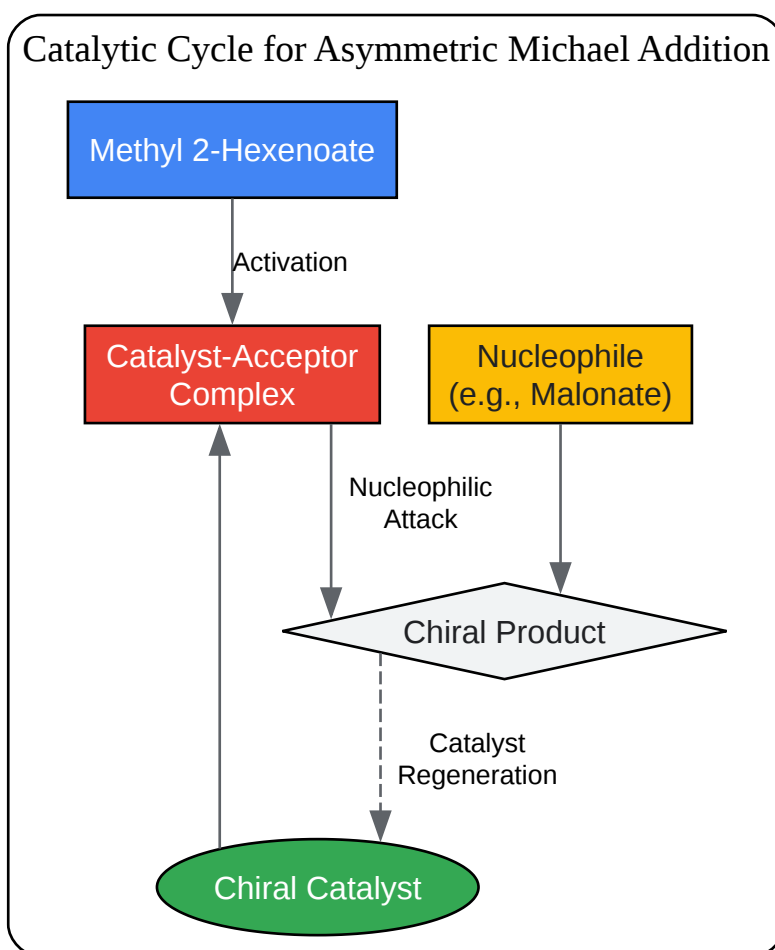 Catalytic Cycle for Asymmetric Michael Addition
Methyl 2-Hexenoate
Activation
Catalyst-Acceptor
Complex
Nucleophile
(e.g., Malonate)
Nucleophilic
Attack
Chiral Product
Catalyst
Regeneration
Chiral Catalyst